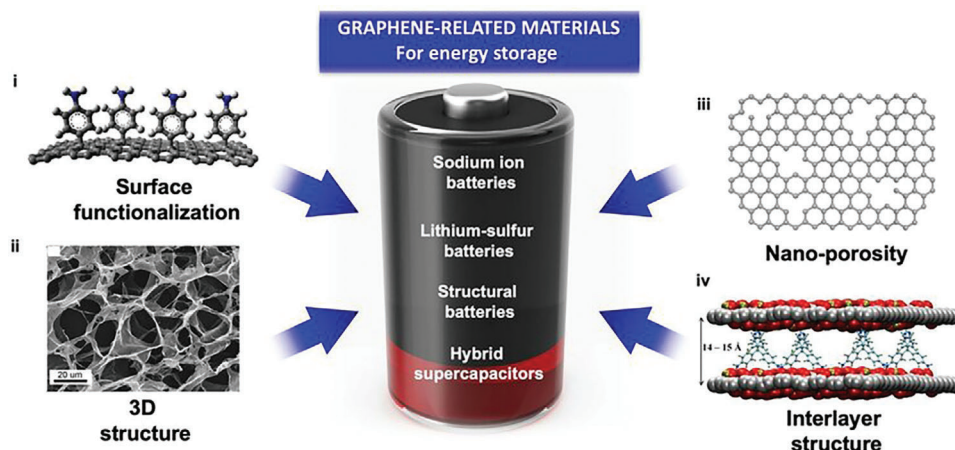 GRAPHENE-RELATED MATERIALS
For energy storage
i
Surface
functionalization
ii
20 um
3D
structure
Sodium ion
batteries
Lithium-sulfur
batteries
Structural
batteries
Hybrid
supercapacitors
iii
Nano-porosity
iv
14 – 15 Å
Interlayer
structure